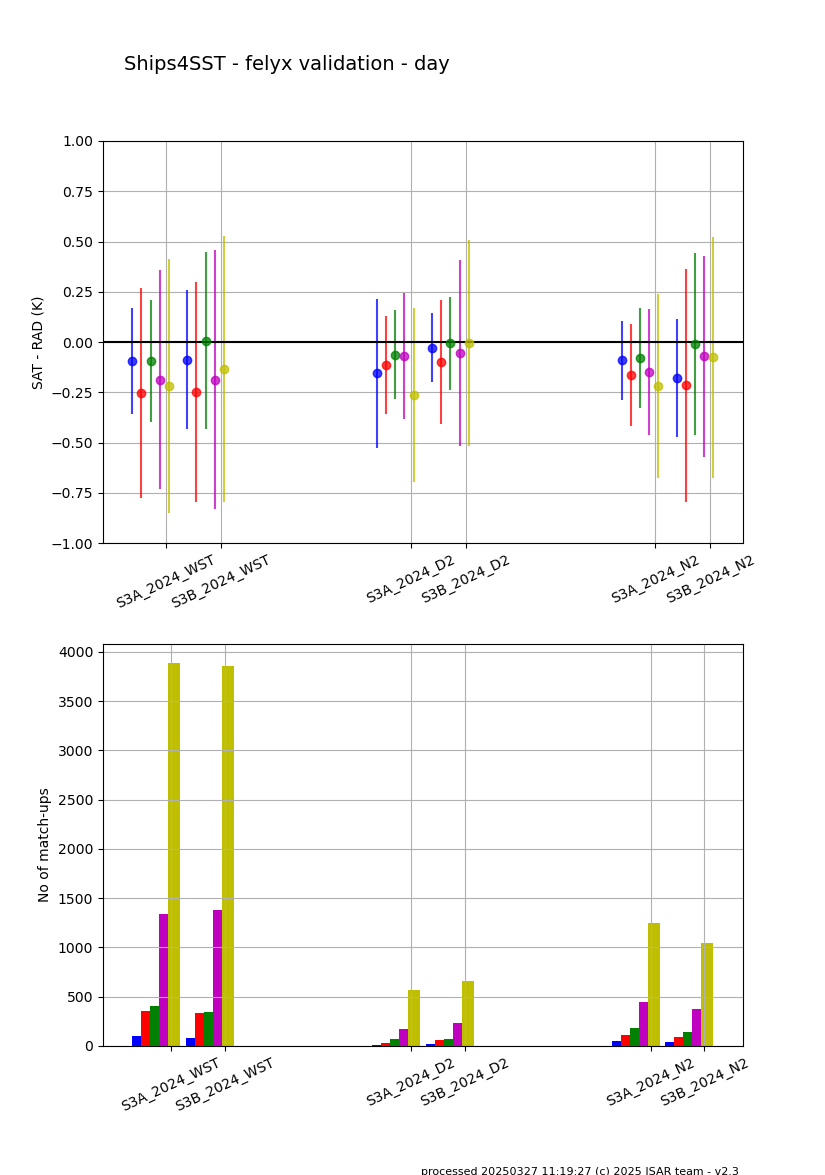 Ships4SST - felyx validation - day
1.00
0.75
0.50
0.25
0.00
−0.25
−0.50
−0.75
−1.00
SAT - RAD (K)
S3A_2024_WST
S3B_2024_WST
S3A_2024_D2
S3B_2024_D2
S3A_2024_N2
S3B_2024_N2
4000
3500
3000
2500
2000
1500
1000
500
0
No of match-ups
S3A_2024_WST
S3B_2024_WST
S3A_2024_D2
S3B_2024_D2
S3A_2024_N2
S3B_2024_N2
processed 20250327 11:19:27 (c) 2025 ISAR team - v2.3